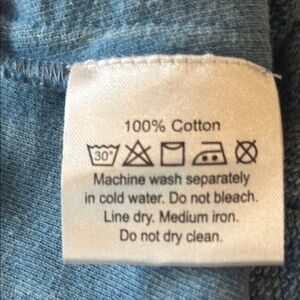 100% Cotton
30°
Machine wash separately
in cold water. Do not bleach.
Line dry. Medium iron.
Do not dry clean.